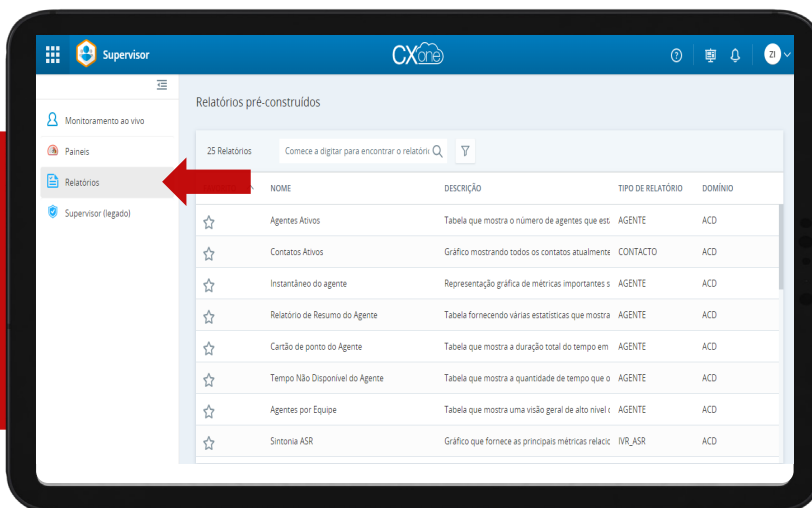 Supervisor
CXone
ZI
Monitoramento ao vivo
Paineis
Relatórios
Supervisor (legado)
Relatórios pré-construídos
25 Relatórios
Comece a digitar para encontrar o relatóri
NOME DESCRIÇÃO TIPO DE RELATÓRIO DOMÍNIO
Agentes Ativos Tabela que mostra o número de agentes que est AGENTE ACD
Contatos Ativos Gráfico mostrando todos os contatos atualmente CONTACTO ACD
Instantâneo do agente Representação gráfica de métricas importantes s AGENTE ACD
Relatório de Resumo do Agente Tabela fornecendo várias estatísticas que mostra AGENTE ACD
Cartão de ponto do Agente Tabela que mostra a duração total do tempo em AGENTE ACD
Tempo Não Disponível do Agente Tabela que mostra a quantidade de tempo que o AGENTE ACD
Agentes por Equipe Tabela que mostra uma visão geral de alto nível AGENTE ACD
Sintonia ASR Gráfico que fornece as principais métricas relacic IVR_ASR ACD